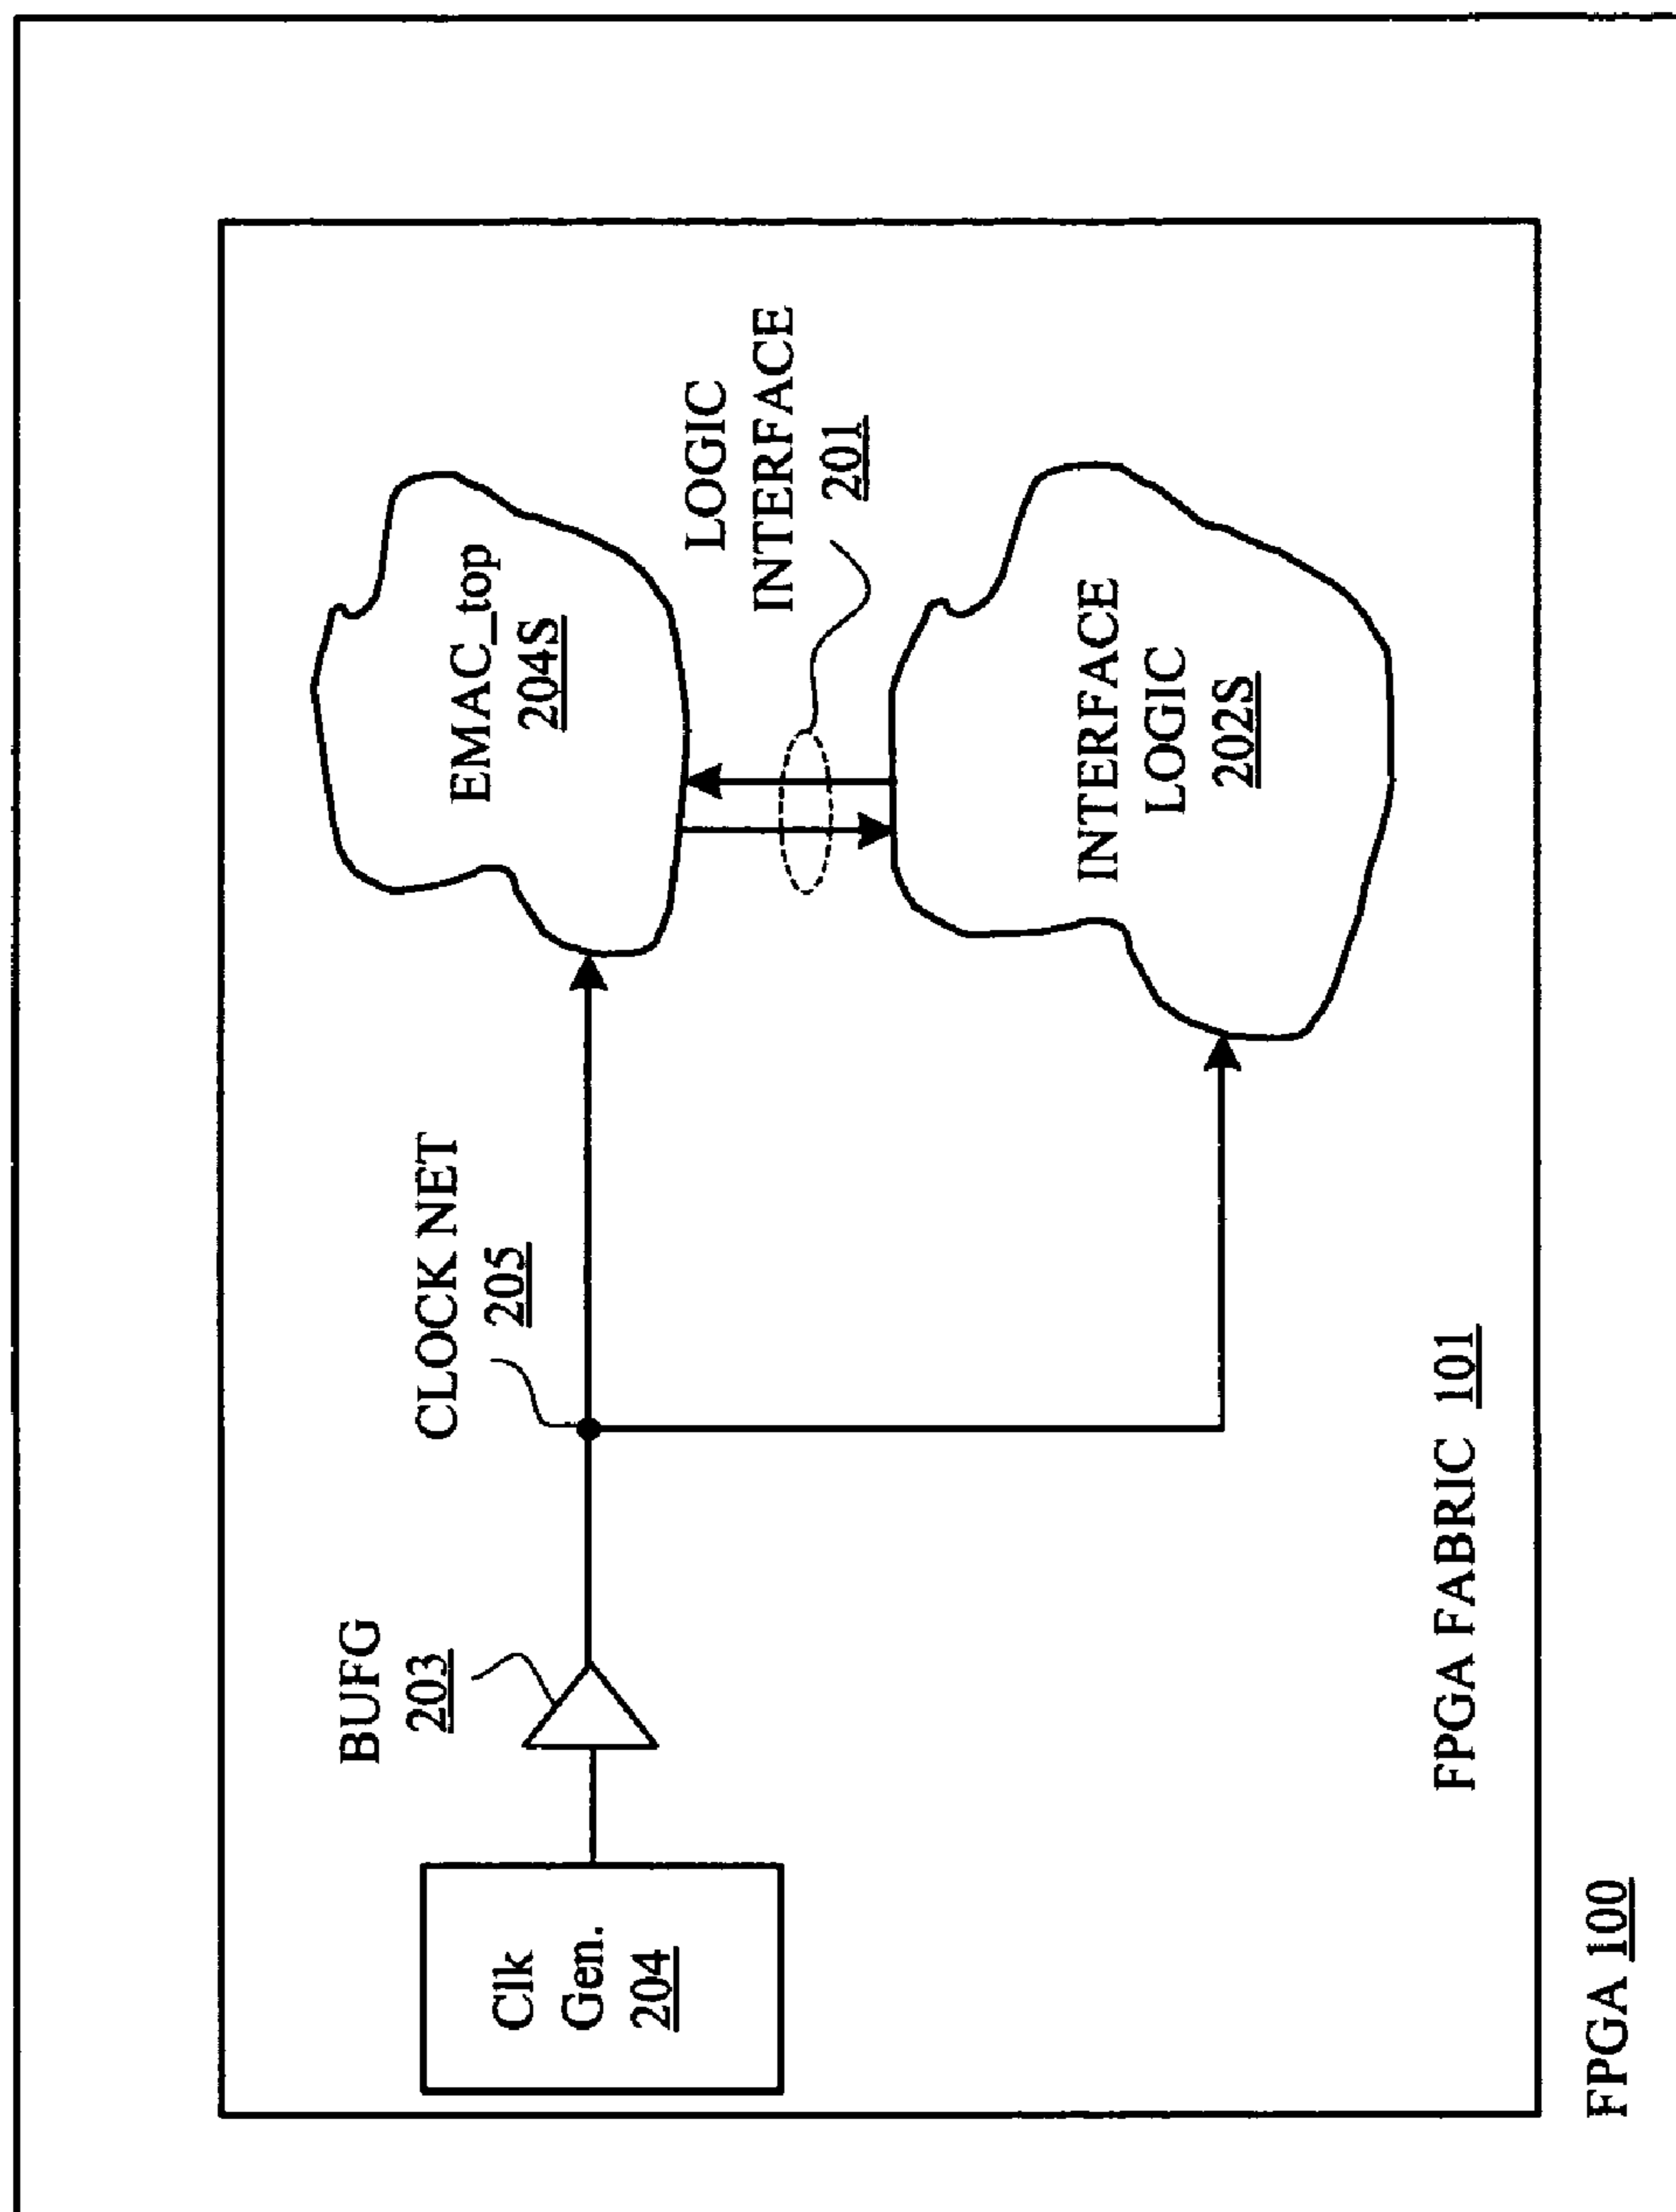 Clk
Gen.
204
BUFG
203
CLOCK NET
205
EMAC_top
204S
LOGIC
INTERFACE
201
INTERFACE
LOGIC
202S
FPGA FABRIC 101
FPGA 100